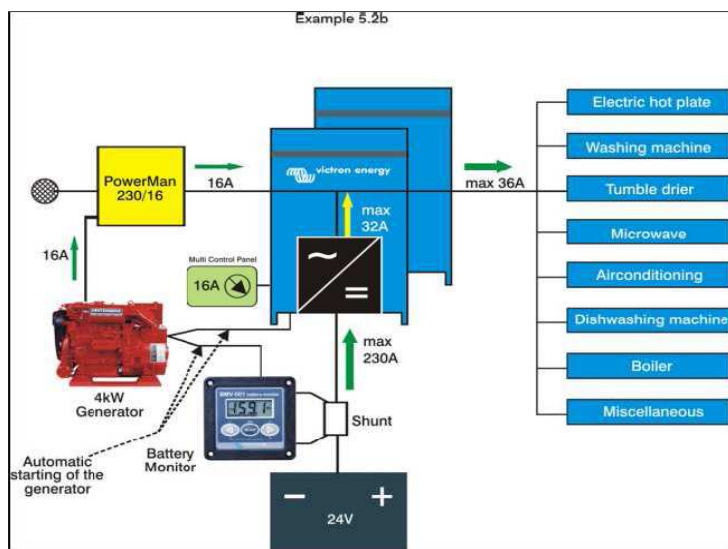 Example 5.2b
PowerMan
230/16
16A
victron energy
max 36A
max
32A
16A
Multi Control Panel
16A
max
230A
4kW
Generator
Automatic
starting of the
generator
Battery
Monitor
Shunt
24V
Electric hot plate
Washing machine
Tumble drier
Microwave
Airconditioning
Dishwashing machine
Boiler
Miscellaneous